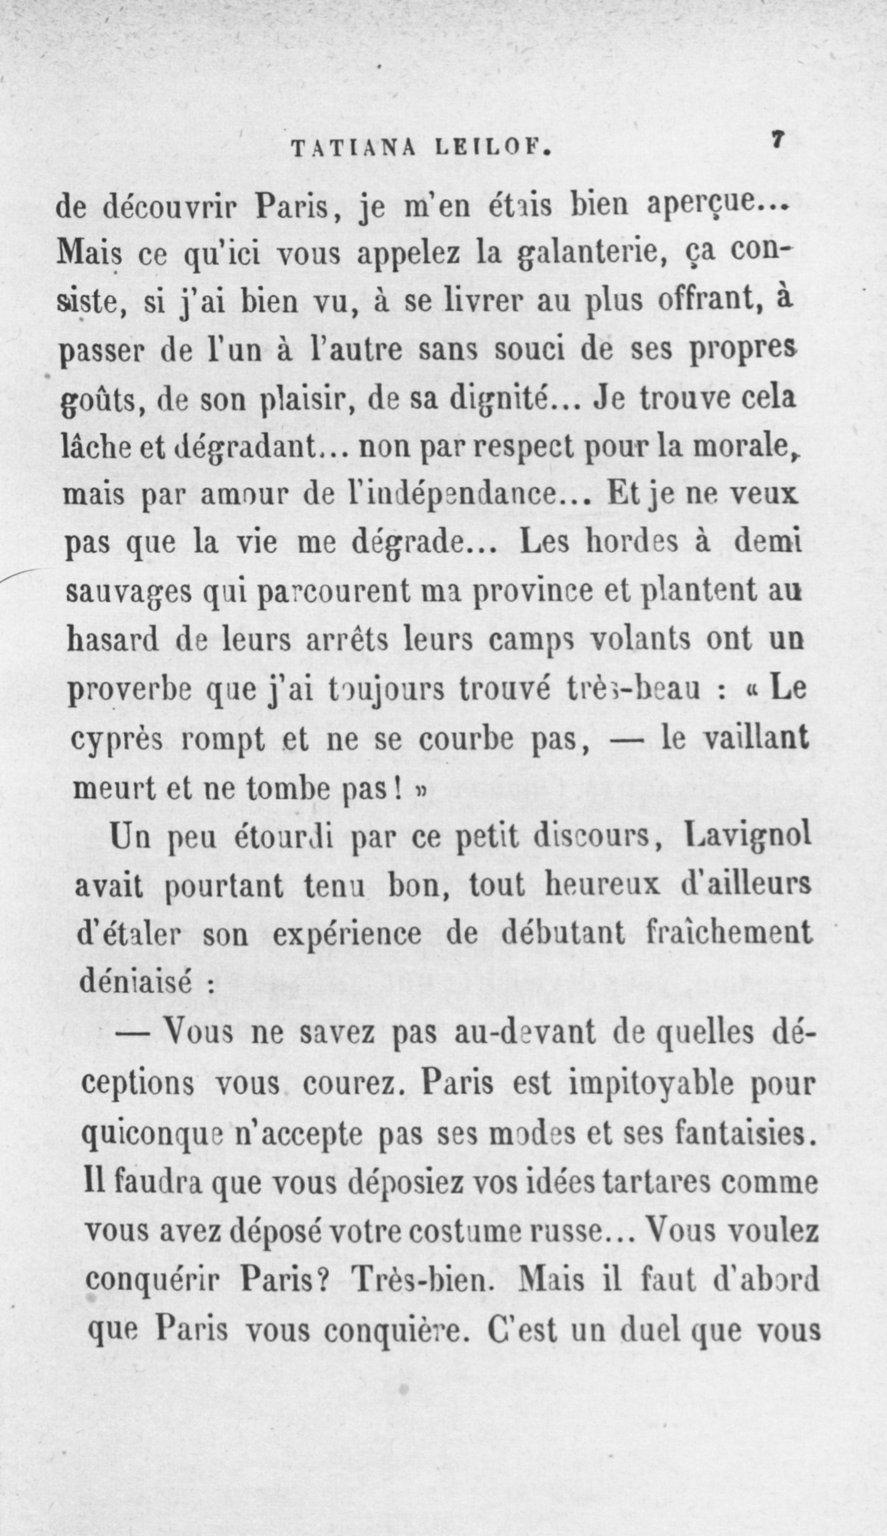 TATIANA LEILOF. 7
de découvrir Paris, je m'en étais bien aperçue...
Mais ce qu'ici vous appelez la galanterie, ça con-
siste, si j'ai bien vu, à se livrer au plus offrant, à
passer de l'un à l'autre sans souci de ses propres
goûts, de son plaisir, de sa dignité... Je trouve cela
lâche et dégradant... non par respect pour la morale,
mais par amour de l'indépendance... Et je ne veux
pas que la vie me dégrade... Les hordes à demi
sauvages qui parcourent ma province et plantent au
hasard de leurs arrêts leurs camps volants ont un
proverbe que j'ai toujours trouvé très-beau : « Le
cyprès rompt et ne se courbe pas, — le vaillant
meurt et ne tombe pas ! »
Un peu étourdi par ce petit discours, Lavignol
avait pourtant tenu bon, tout heureux d'ailleurs
d'étaler son expérience de débutant fraîchement
déniaisé :
— Vous ne savez pas au-devant de quelles dé-
ceptions vous courez. Paris est impitoyable pour
quiconque n'accepte pas ses modes et ses fantaisies.
Il faudra que vous déposiez vos idées tartares comme
vous avez déposé votre costume russe... Vous voulez
conquérir Paris? Très-bien. Mais il faut d'abord
que Paris vous conquière. C'est un duel que vous